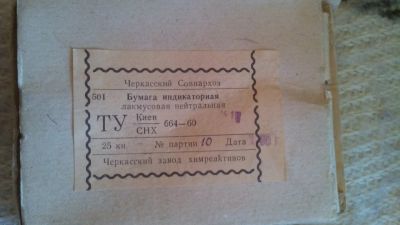 Черкасский Совнархоз
501 Бумага индикаторная
лакмусовая нейтральная
ТУ Киев
СНХ 664—60
25 кн. № партии 10 Дата
Черкасский завод химреактивов